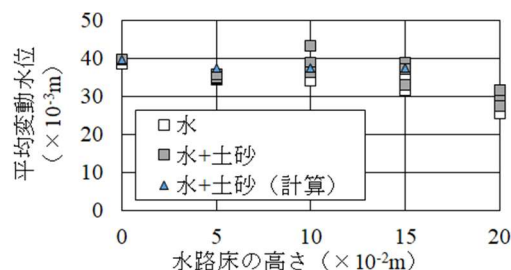 平均変動水位
（×10⁻³m）
50
40
30
20
10
0
水
水+土砂
水+土砂（計算）
0 5 10 15 20
水路床の高さ（×10⁻²m）